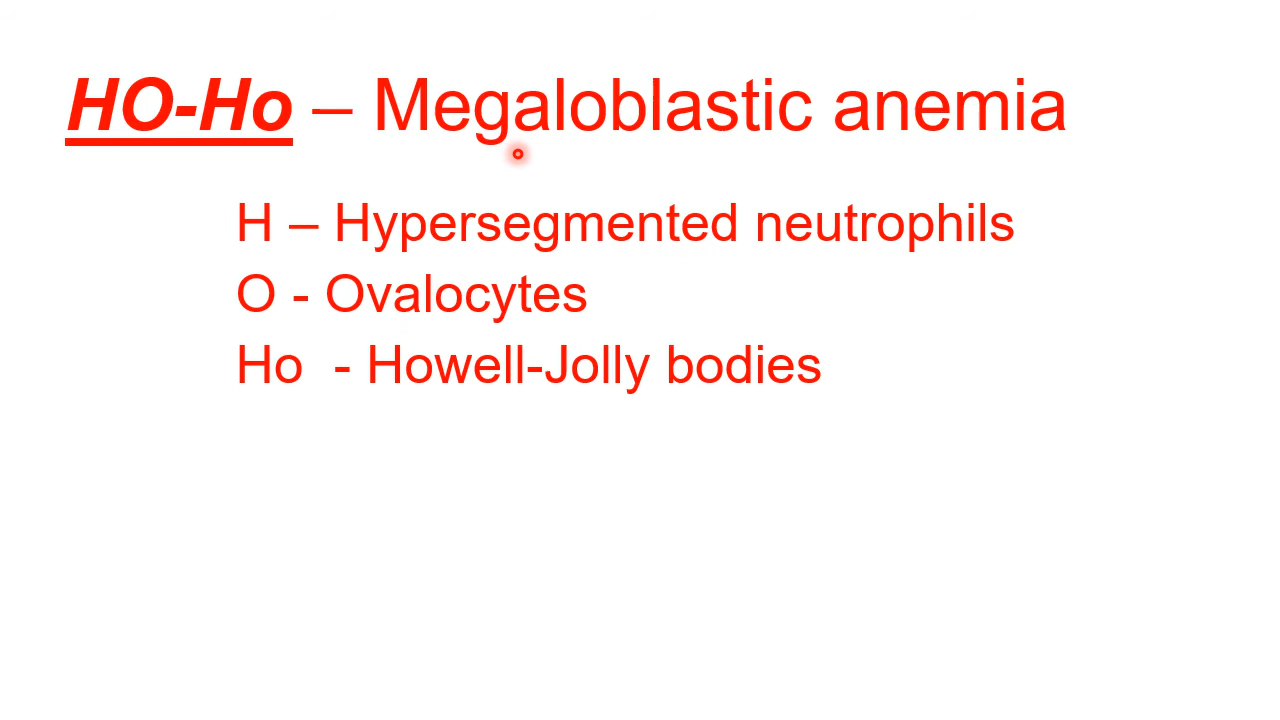 HO-Ho – Megaloblastic anemia
H – Hypersegmented neutrophils
O - Ovalocytes
Ho  - Howell-Jolly bodies